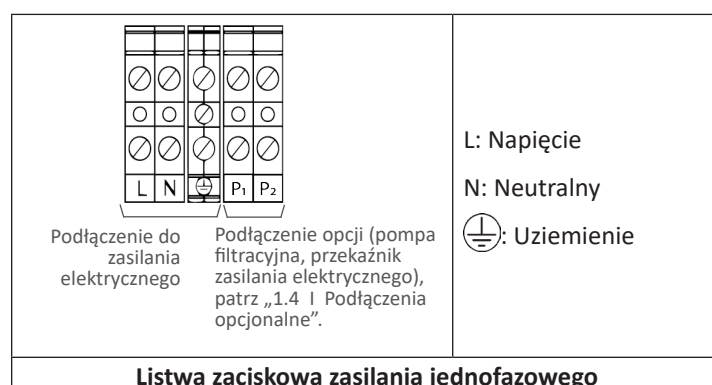 L N P₁ P₂
Podłączenie do
zasilania
elektrycznego
Podłączenie opcji (pompa
filtracyjna, przekaźnik
zasilania elektrycznego),
patrz „1.4 I Podłączenia
opcjonalne”.
L: Napięcie
N: Neutralny
: Uziemienie
Listwa zaciskowa zasilania jednofazowego